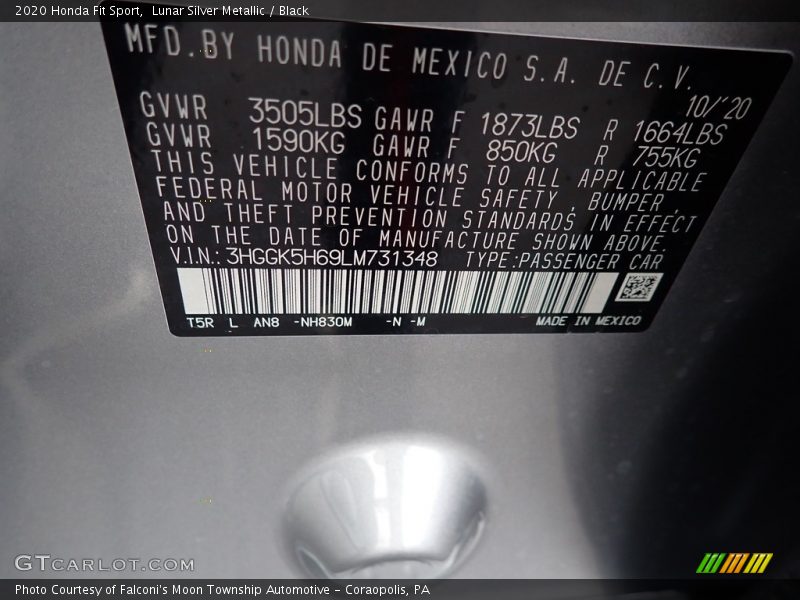 2020 Honda Fit Sport,  Lunar Silver Metallic / Black
MFD.BY HONDA DE MEXICO S.A. DE C.V.
10/'20
GVWR 3505LBS GAWR F 1873LBS R 1664LBS
GVWR 1590KG GAWR F 850KG R 755KG
THIS VEHICLE CONFORMS TO ALL APPLICABLE
FEDERAL MOTOR VEHICLE SAFETY , BUMPER
AND THEFT PREVENTION STANDARDS IN EFFECT
ON THE DATE OF MANUFACTURE SHOWN ABOVE.
V.I.N.: 3HGGK5H69LM731348 TYPE:PASSENGER CAR
T5R L AN8 -NH830M -N -M MADE IN MEXICO
GTCARLOT.COM
Photo Courtesy of Falconi's Moon Township Automotive – Coraopolis, PA